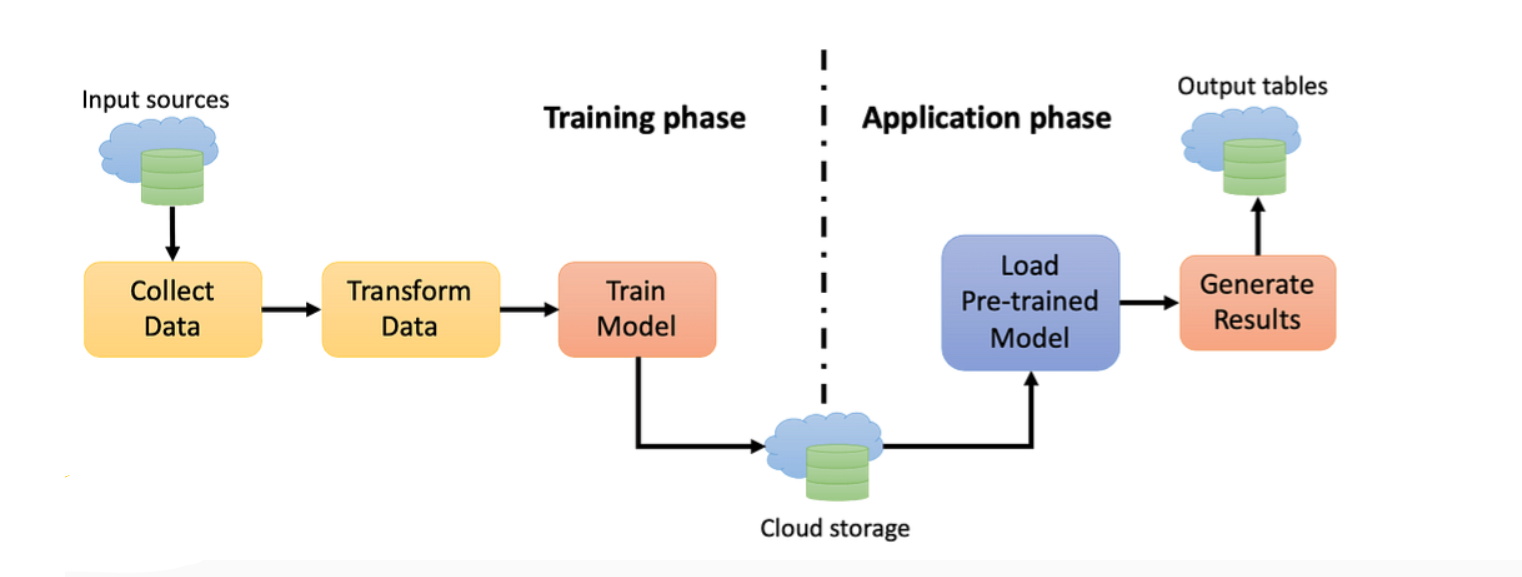 Input sources
Training phase
Application phase
Output tables
Collect
Data
Transform
Data
Train
Model
Load
Pre-trained
Model
Generate
Results
Cloud storage